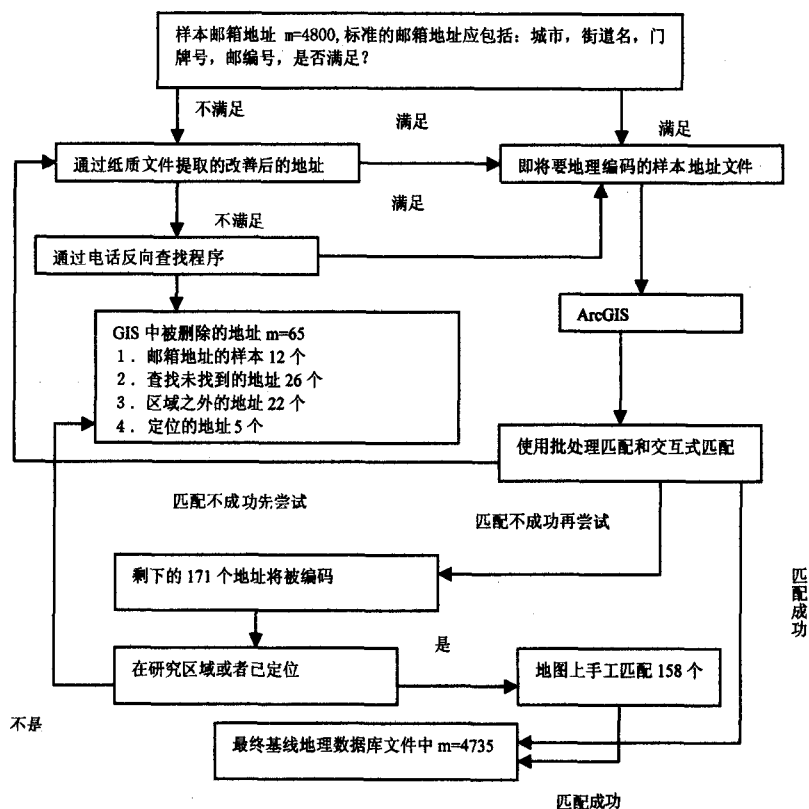 样本邮箱地址 m=4800,标准的邮箱地址应包括：城市，街道名，门
牌号，邮编号，是否满足？
不满足
满足
满足
通过纸质文件提取的改善后的地址
即将要地理编码的样本地址文件
满足
不满足
通过电话反向查找程序
ArcGIS
GIS 中被删除的地址 m=65
1．邮箱地址的样本 12 个
2．查找未找到的地址 26 个
3．区域之外的地址 22 个
4．定位的地址 5 个
使用批处理匹配和交互式匹配
匹配不成功先尝试
匹配不成功再尝试
剩下的 171 个地址将被编码
匹配成功
是
在研究区域或者已定位
地图上手工匹配 158 个
不是
最终基线地理数据库文件中 m=4735
匹配成功